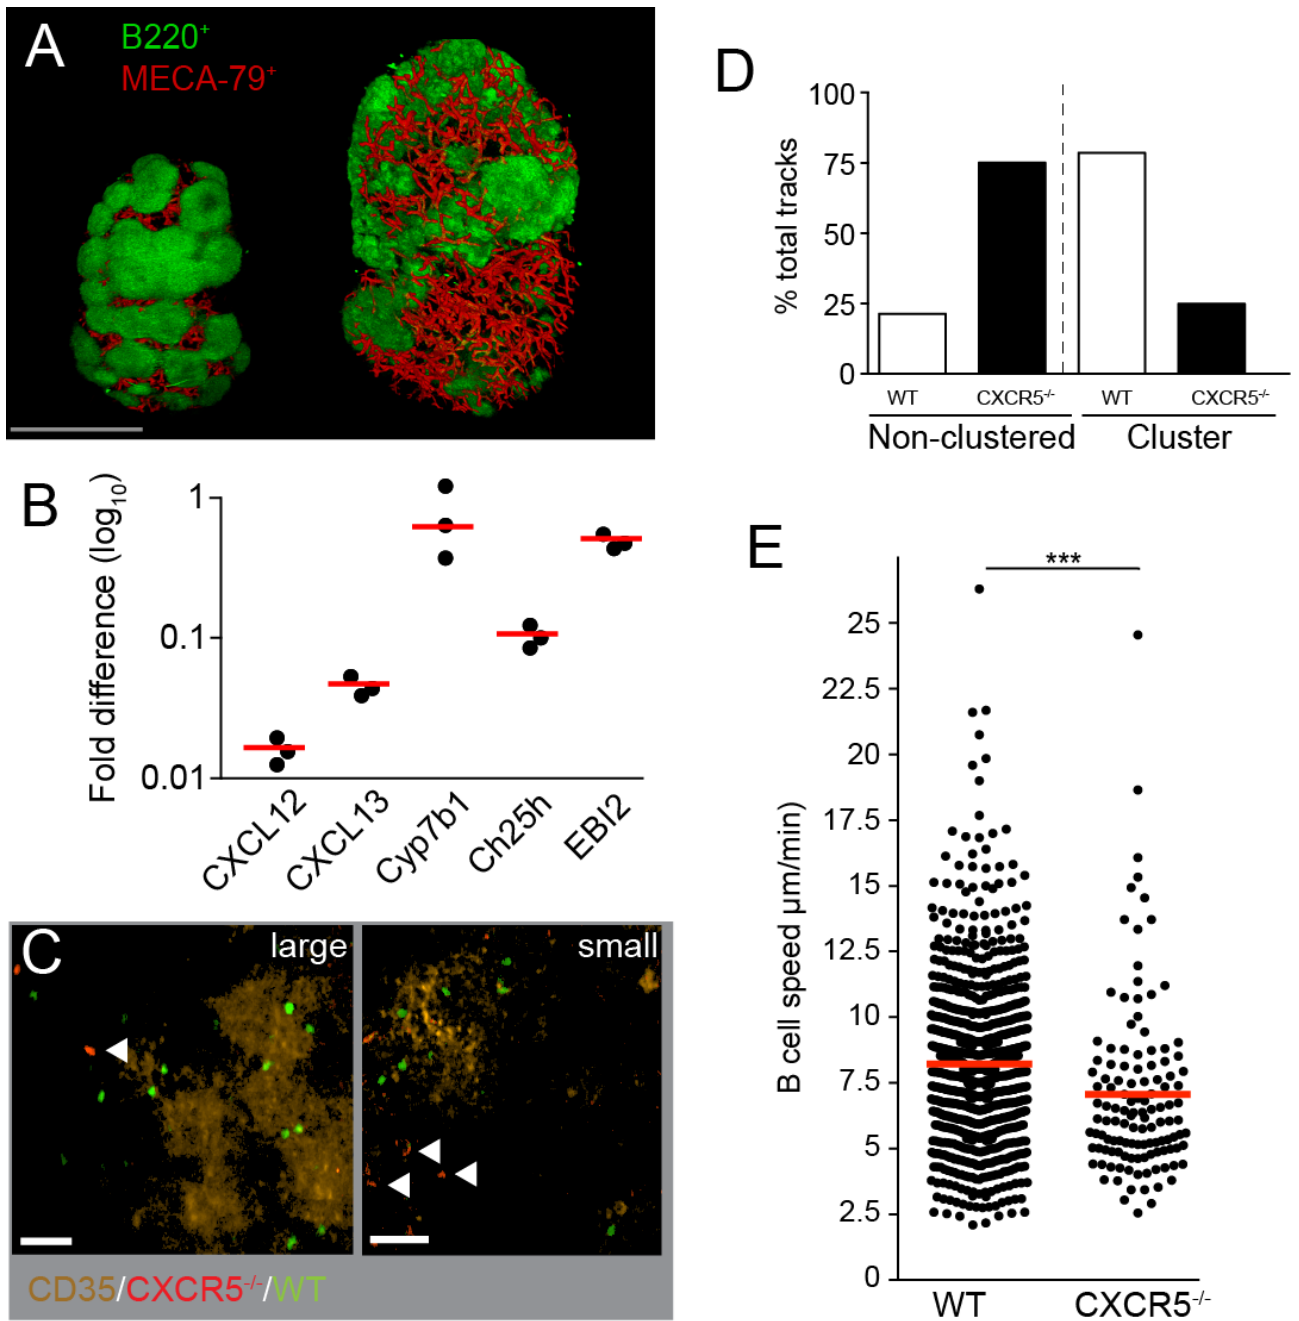 A
B220⁺
MECA-79⁺
B
Fold difference (log₁₀)
1
0.1
0.01
CXCL12
CXCL13
Cyp7b1
Ch25h
EBI2
C
large
small
CD35/CXCR5⁻/⁻/WT
D
% total tracks
100
75
50
25
0
WT
CXCR5⁻/⁻
WT
CXCR5⁻/⁻
Non-clustered
Cluster
E
***
B cell speed µm/min)
25
22.5
20
17.5
15
12.5
10
7.5
5
2.5
0
WT
CXCR5⁻/⁻